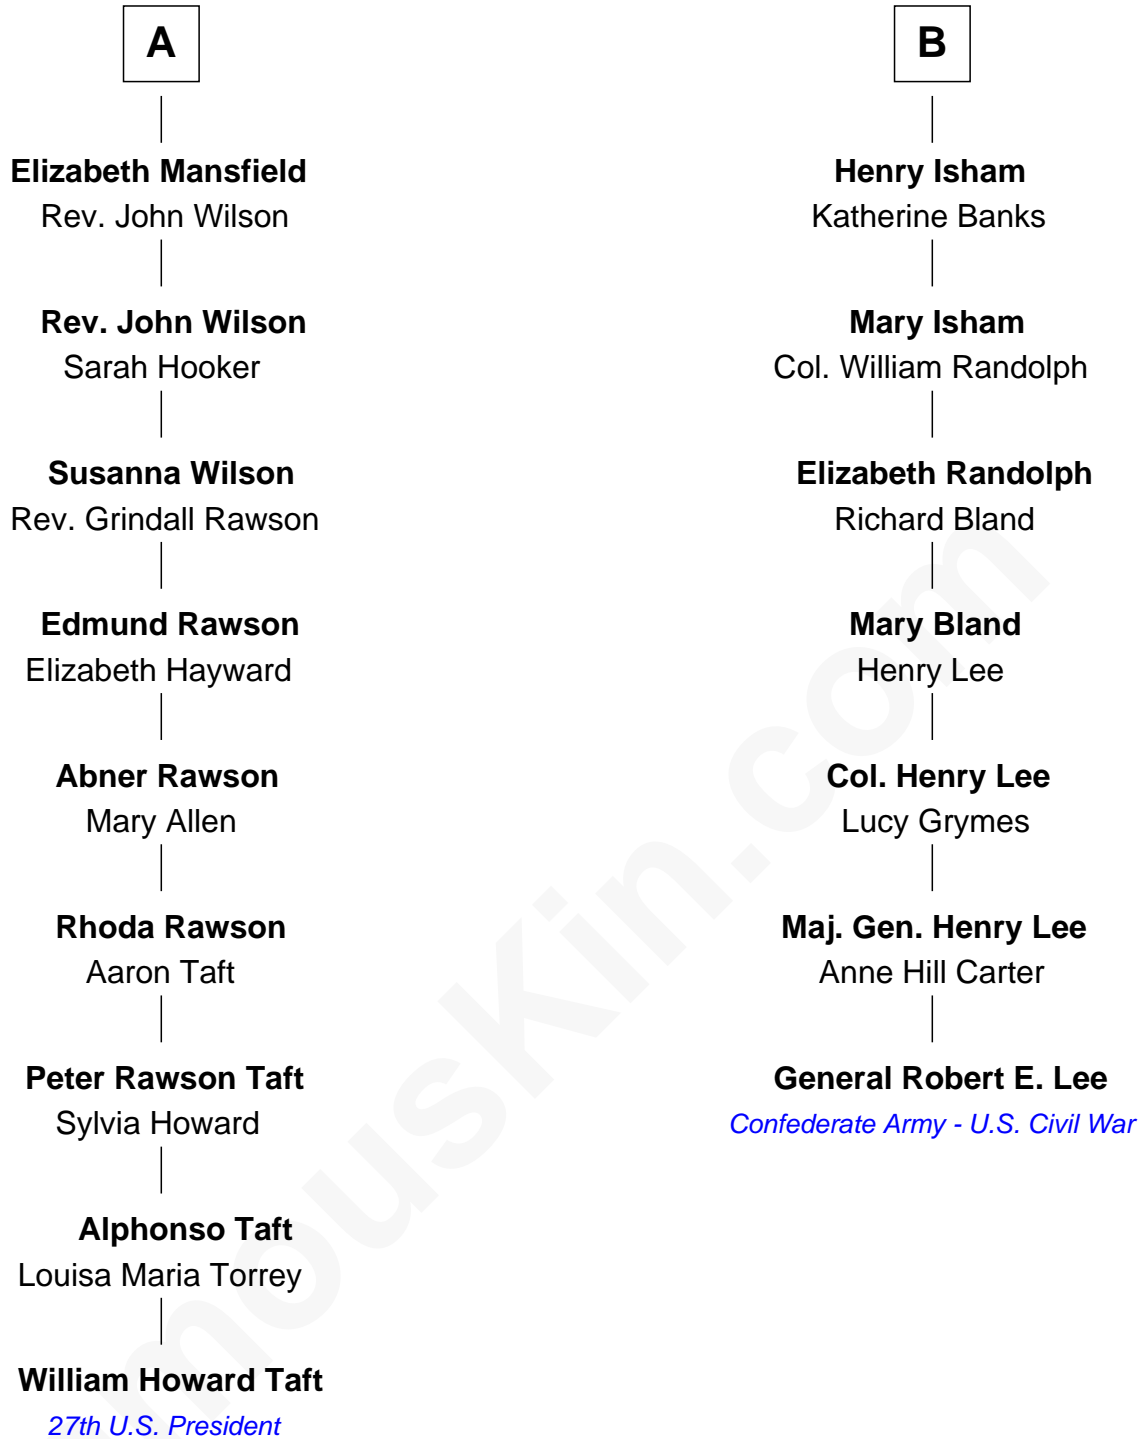 A
Elizabeth Mansfield
Rev. John Wilson
Rev. John Wilson
Sarah Hooker
Susanna Wilson
Rev. Grindall Rawson
Edmund Rawson
Elizabeth Hayward
Abner Rawson
Mary Allen
Rhoda Rawson
Aaron Taft
Peter Rawson Taft
Sylvia Howard
Alphonso Taft
Louisa Maria Torrey
William Howard Taft
27th U.S. President
B
Henry Isham
Katherine Banks
Mary Isham
Col. William Randolph
Elizabeth Randolph
Richard Bland
Mary Bland
Henry Lee
Col. Henry Lee
Lucy Grymes
Maj. Gen. Henry Lee
Anne Hill Carter
General Robert E. Lee
Confederate Army - U.S. Civil War
mousKin.com